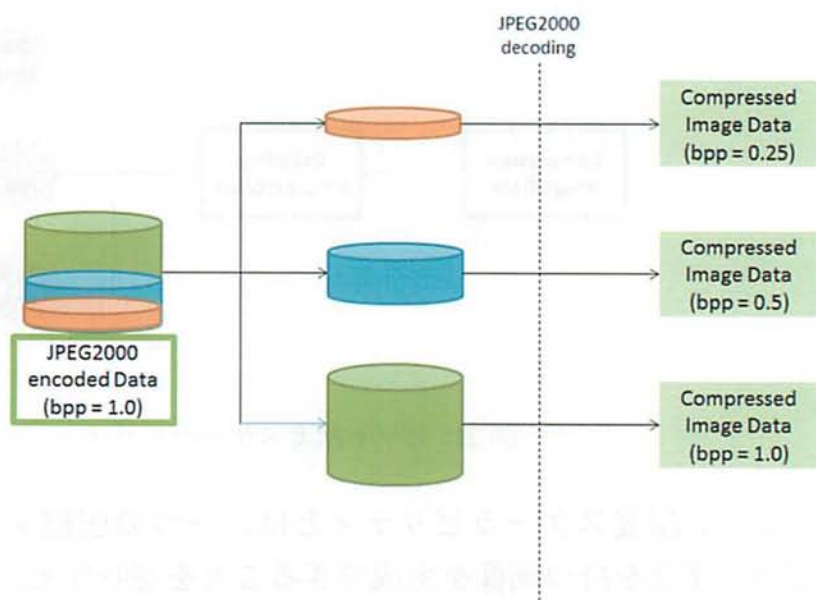 JPEG2000
decoding
Compressed
Image Data
(bpp = 0.25)
Compressed
Image Data
(bpp = 0.5)
JPEG2000
encoded Data
(bpp = 1.0)
Compressed
Image Data
(bpp = 1.0)